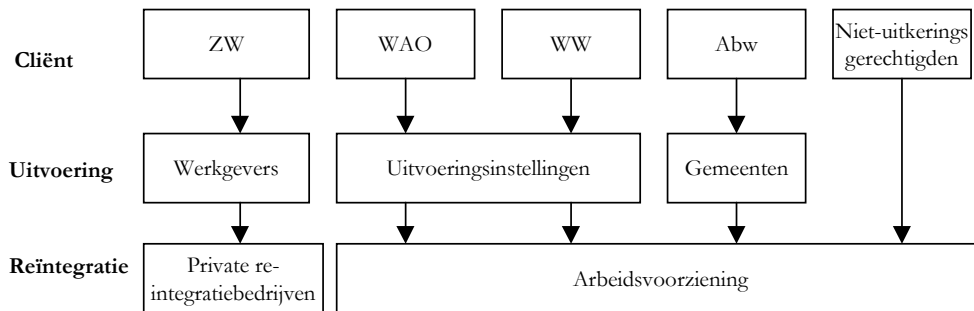 Cliënt
ZW
WAO
WW
Abw
Niet-uitkerings
gerechtigden
Uitvoering
Werkgevers
Uitvoeringsinstellingen
Gemeenten
Reïntegratie
Private re-
integratiebedrijven
Arbeidsvoorziening